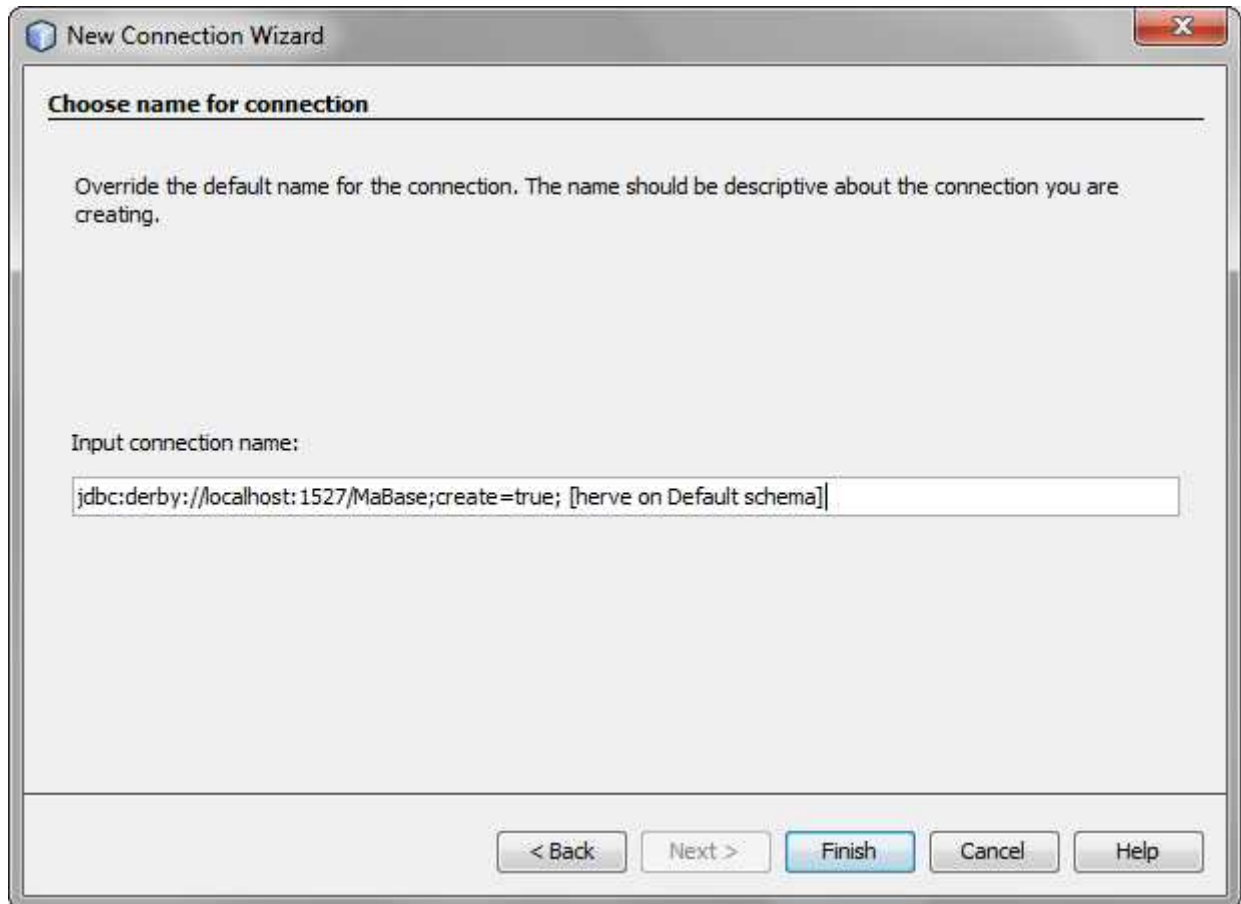 New Connection Wizard
Choose name for connection
Override the default name for the connection. The name should be descriptive about the connection you are
creating.
Input connection name:
jdbc:derby://localhost:1527/MaBase;create=true; [herve on Default schema]
< Back
Next >
Finish
Cancel
Help